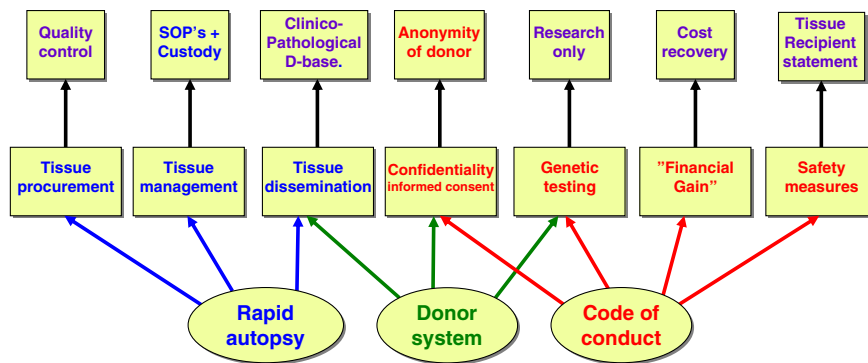 Quality
control
SOP's +
Custody
Clinico-
Pathological
D-base.
Anonymity
of donor
Research
only
Cost
recovery
Tissue
Recipient
statement
Tissue
procurement
Tissue
management
Tissue
dissemination
Confidentiality
informed consent
Genetic
testing
”Financial
Gain”
Safety
measures
Rapid
autopsy
Donor
system
Code of
conduct